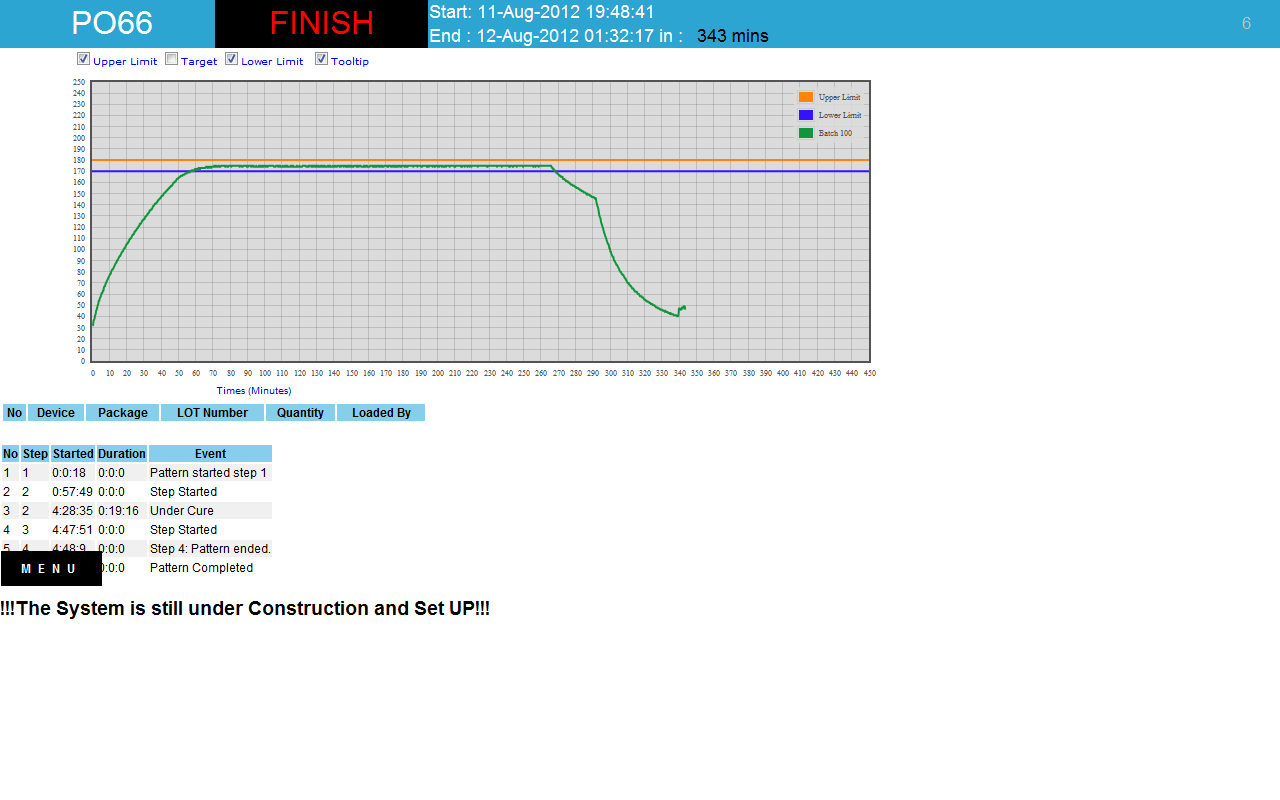 PO66
FINISH
Start: 11-Aug-2012 19:48:41
End : 12-Aug-2012 01:32:17 in : 343 mins
6
Upper Limit Target Lower Limit Tooltip
250
240
230
220
210
200
190
180
170
160
150
140
130
120
110
100
90
80
70
60
50
40
30
20
10
0
Upper Limit
Lower Limit
Batch 100
0 10 20 30 40 50 60 70 80 90 100 110 120 130 140 150 160 170 180 190 200 210 220 230 240 250 260 270 280 290 300 310 320 330 340 350 360 370 380 390 400 410 420 430 440 450
Times (Minutes)
No Device Package LOT Number Quantity Loaded By
No Step Started Duration Event
1 1 0:0:18 0:0:0 Pattern started step 1
2 2 0:57:49 0:0:0 Step Started
3 2 4:28:35 0:19:16 Under Cure
4 3 4:47:51 0:0:0 Step Started
5 4 4:48:9 0:0:0 Step 4: Pattern ended.
:0:0 Pattern Completed
MENU
!!!The System is still under Construction and Set UP!!!